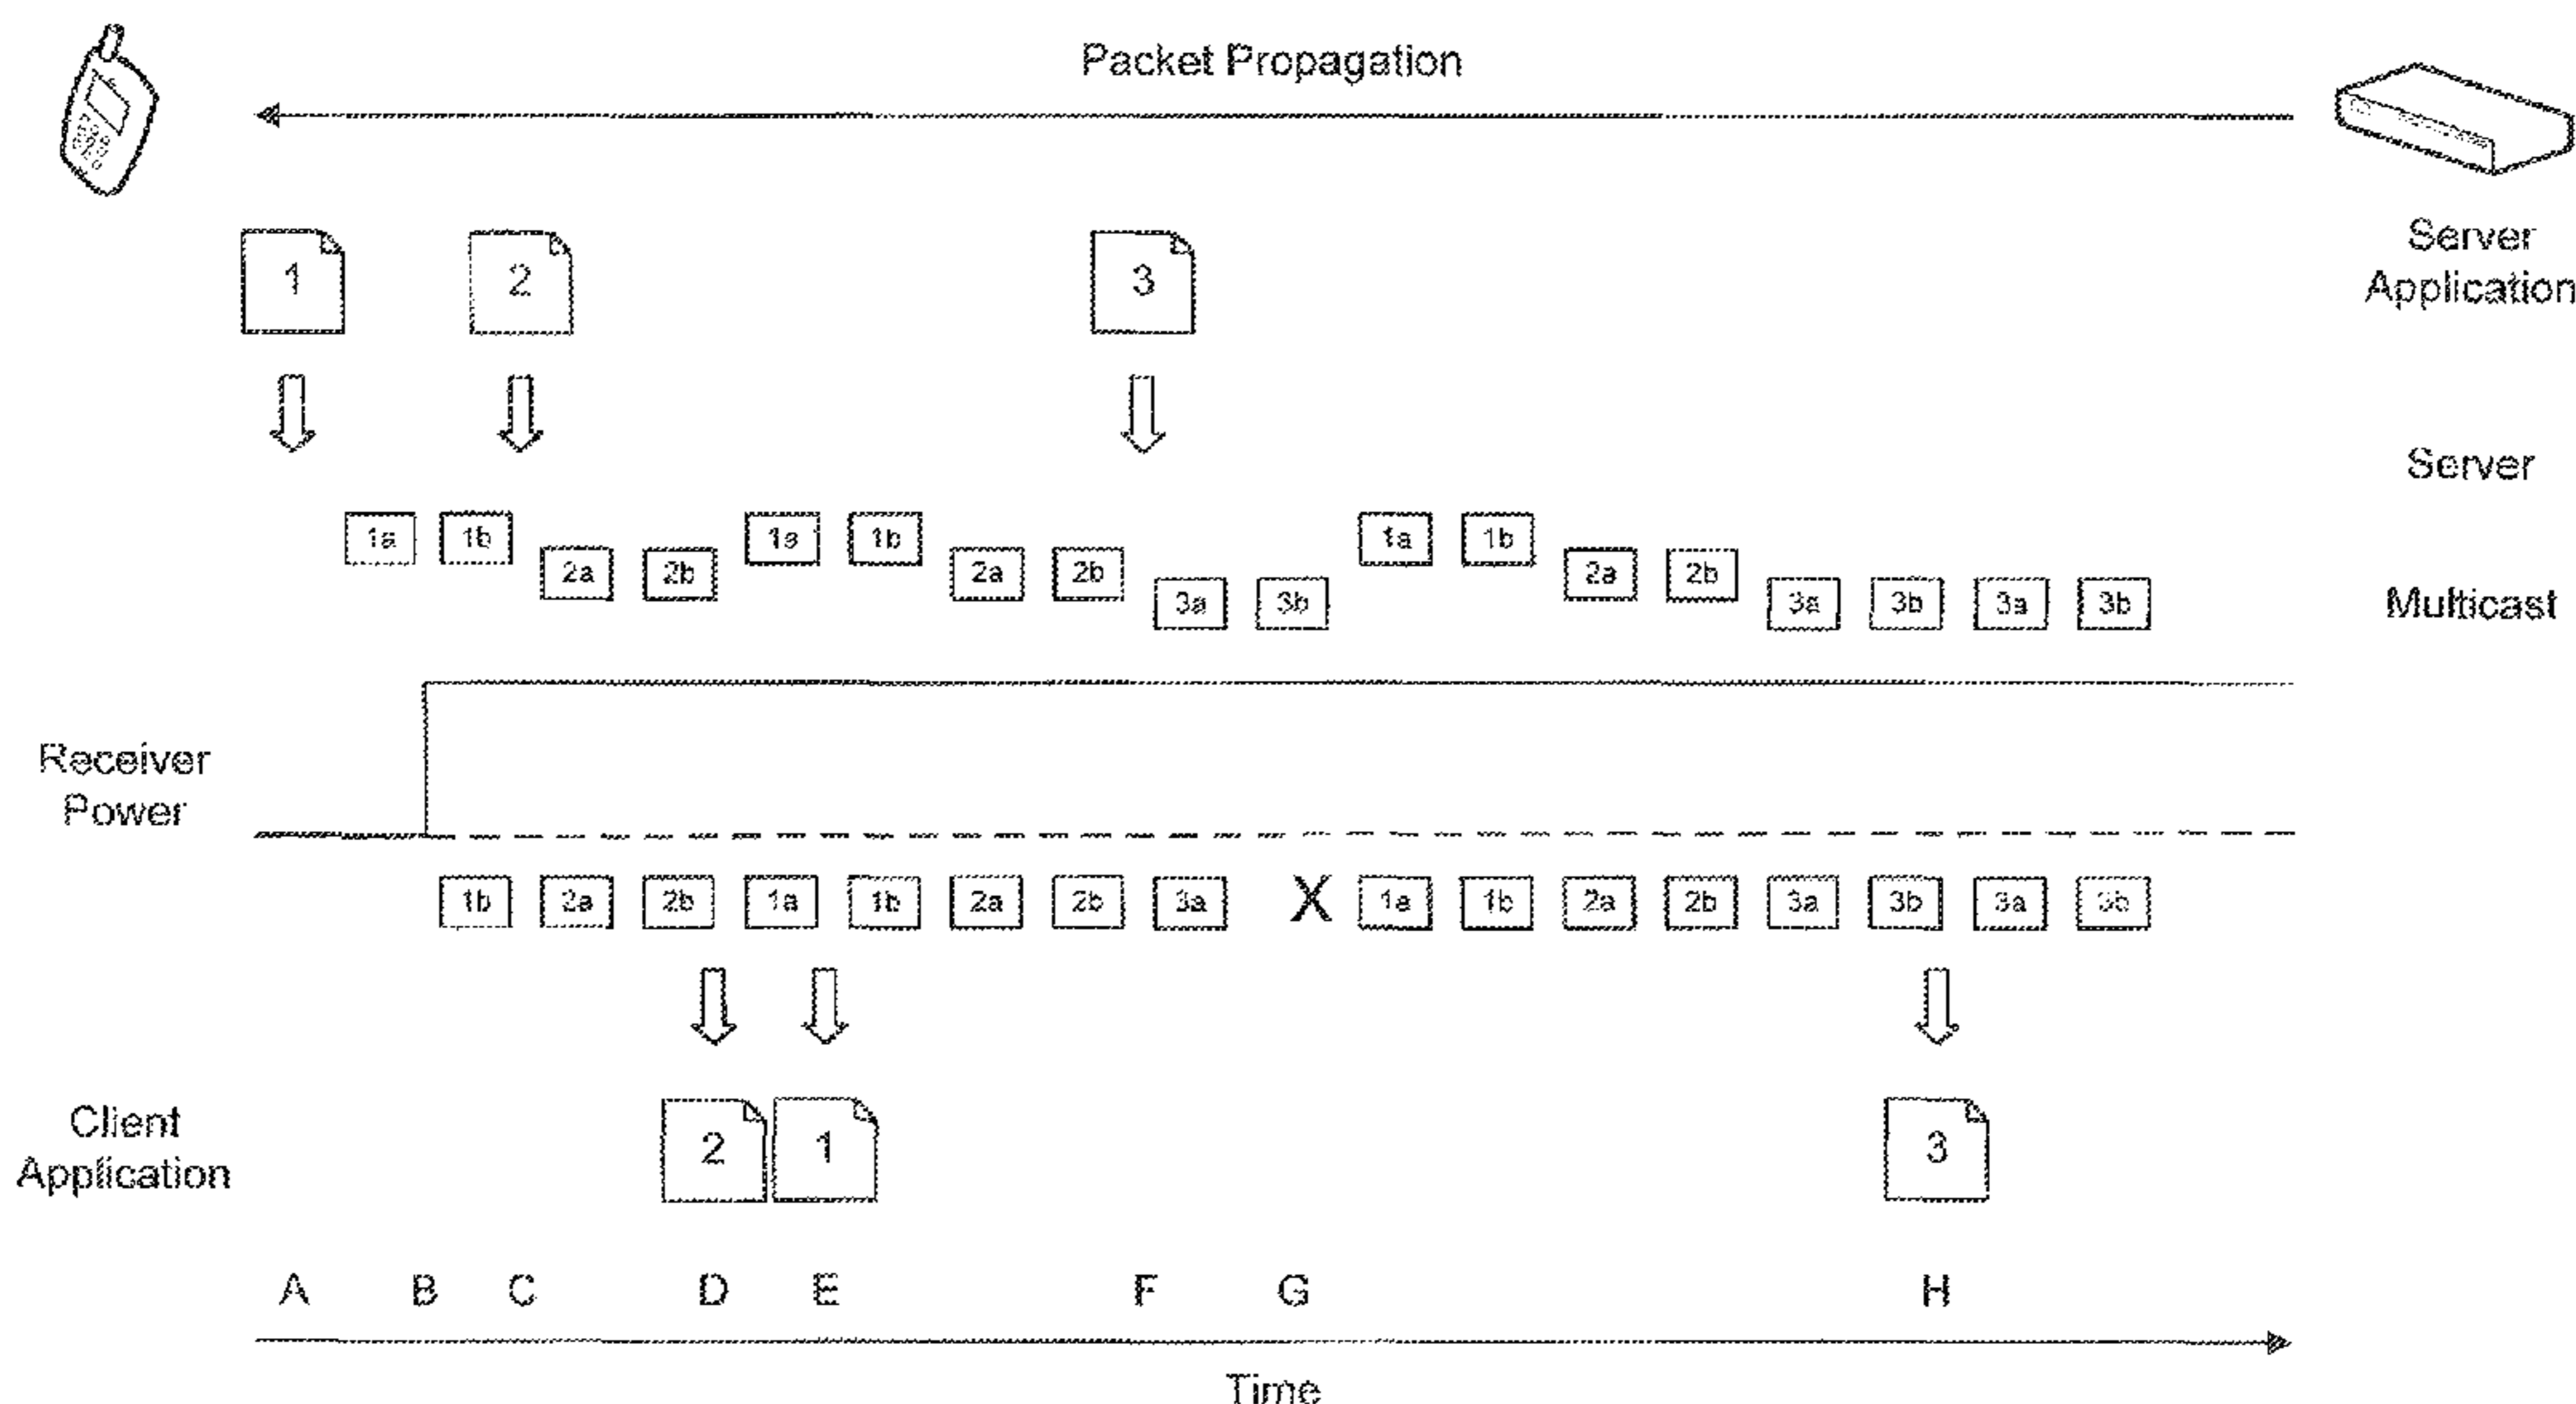 Packet Propagation
Server
Application
1 2 3
Server
1a 1b 1a 1b 1a 1b
2a 2b 2a 2b 2a 2b
3a 3b 3a 3b 3a 3b
Multicast
Receiver
Power
1b 2a 2b 1a 1b 2a 2b 3a X 1a 1b 2a 2b 3a 3b 3a 3b
Client
Application
2 1 3
A B C D E F G H
Time